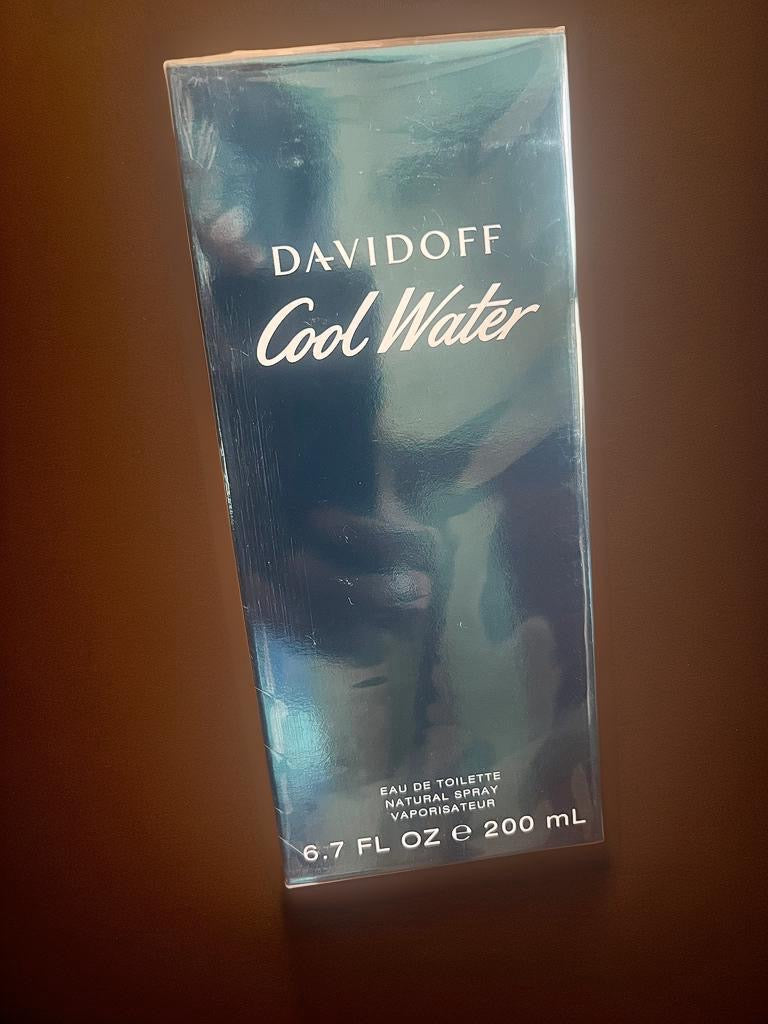 DAVIDOFF
Cool Water
EAU DE TOILETTE
NATURAL SPRAY
VAPORISATEUR
6.7 FL OZ ℮ 200 mL